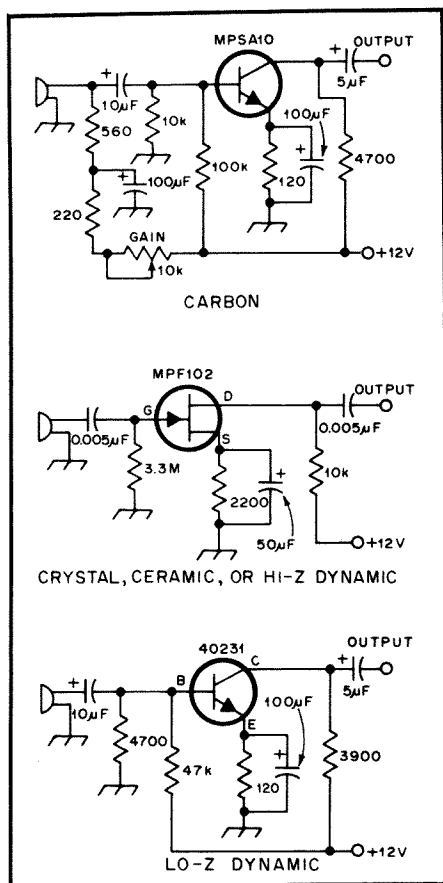 MPSA10
OUTPUT
+
+
10µF
5µF
10k
560
100µF
+
+
100µF
100k
120
4700
220
GAIN
10k
+12V
CARBON
MPF102
OUTPUT
D
G
S
0.005µF
0.005µF
3.3M
+
2200
10k
50µF
+12V
CRYSTAL, CERAMIC, OR HI-Z DYNAMIC
40231
OUTPUT
+
B
C
+
10µF
5µF
100µF
E
+
4700
47k
120
3900
+12V
LO-Z DYNAMIC